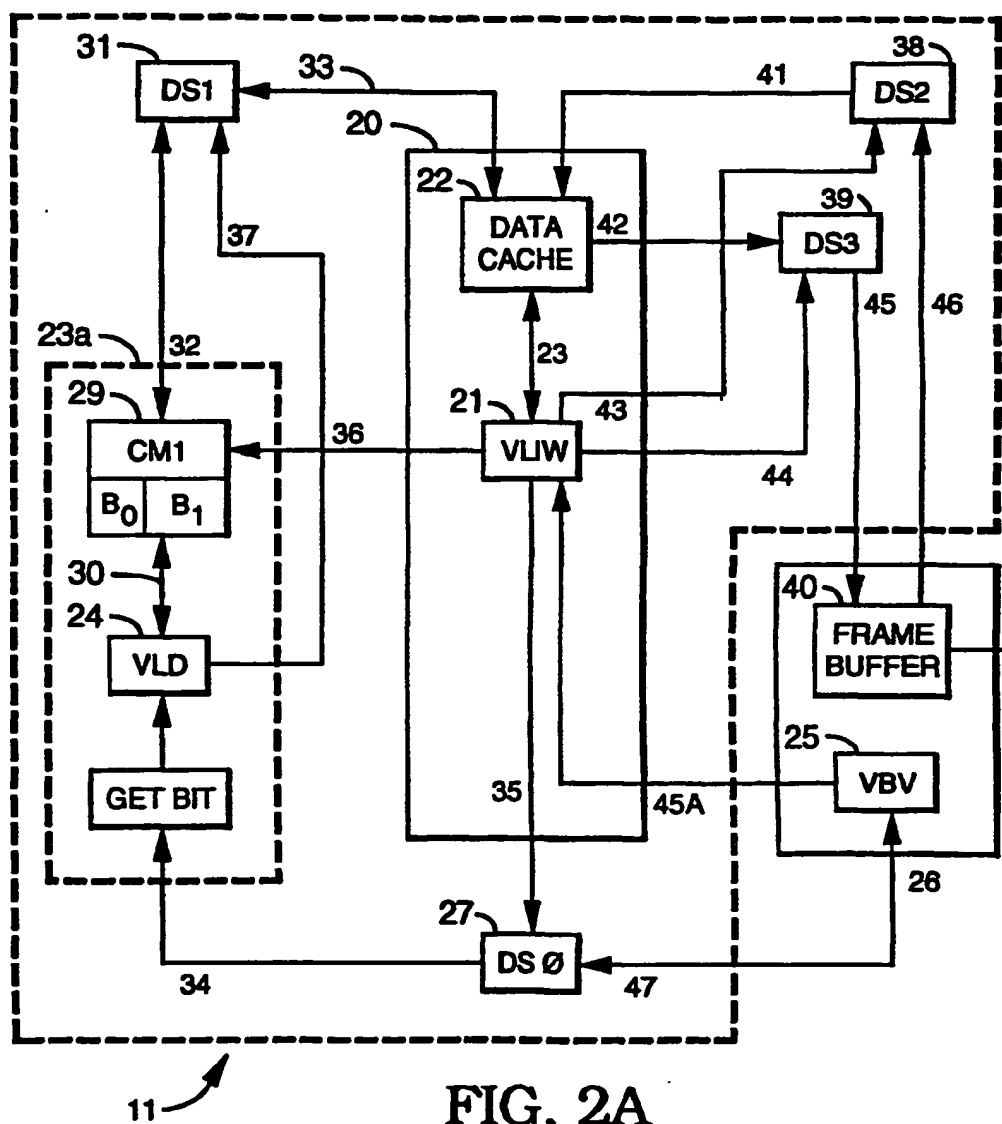 31
DS1
33
41
38
DS2
20
22
DATA
CACHE
42
39
DS3
37
45
46
23a
32
23
29
CM1
B0
B1
36
21
VLIW
43
44
30
24
VLD
40
FRAME
BUFFER
25
VBV
GET BIT
35
45A
26
27
DS Ø
34
47
11
FIG. 2A